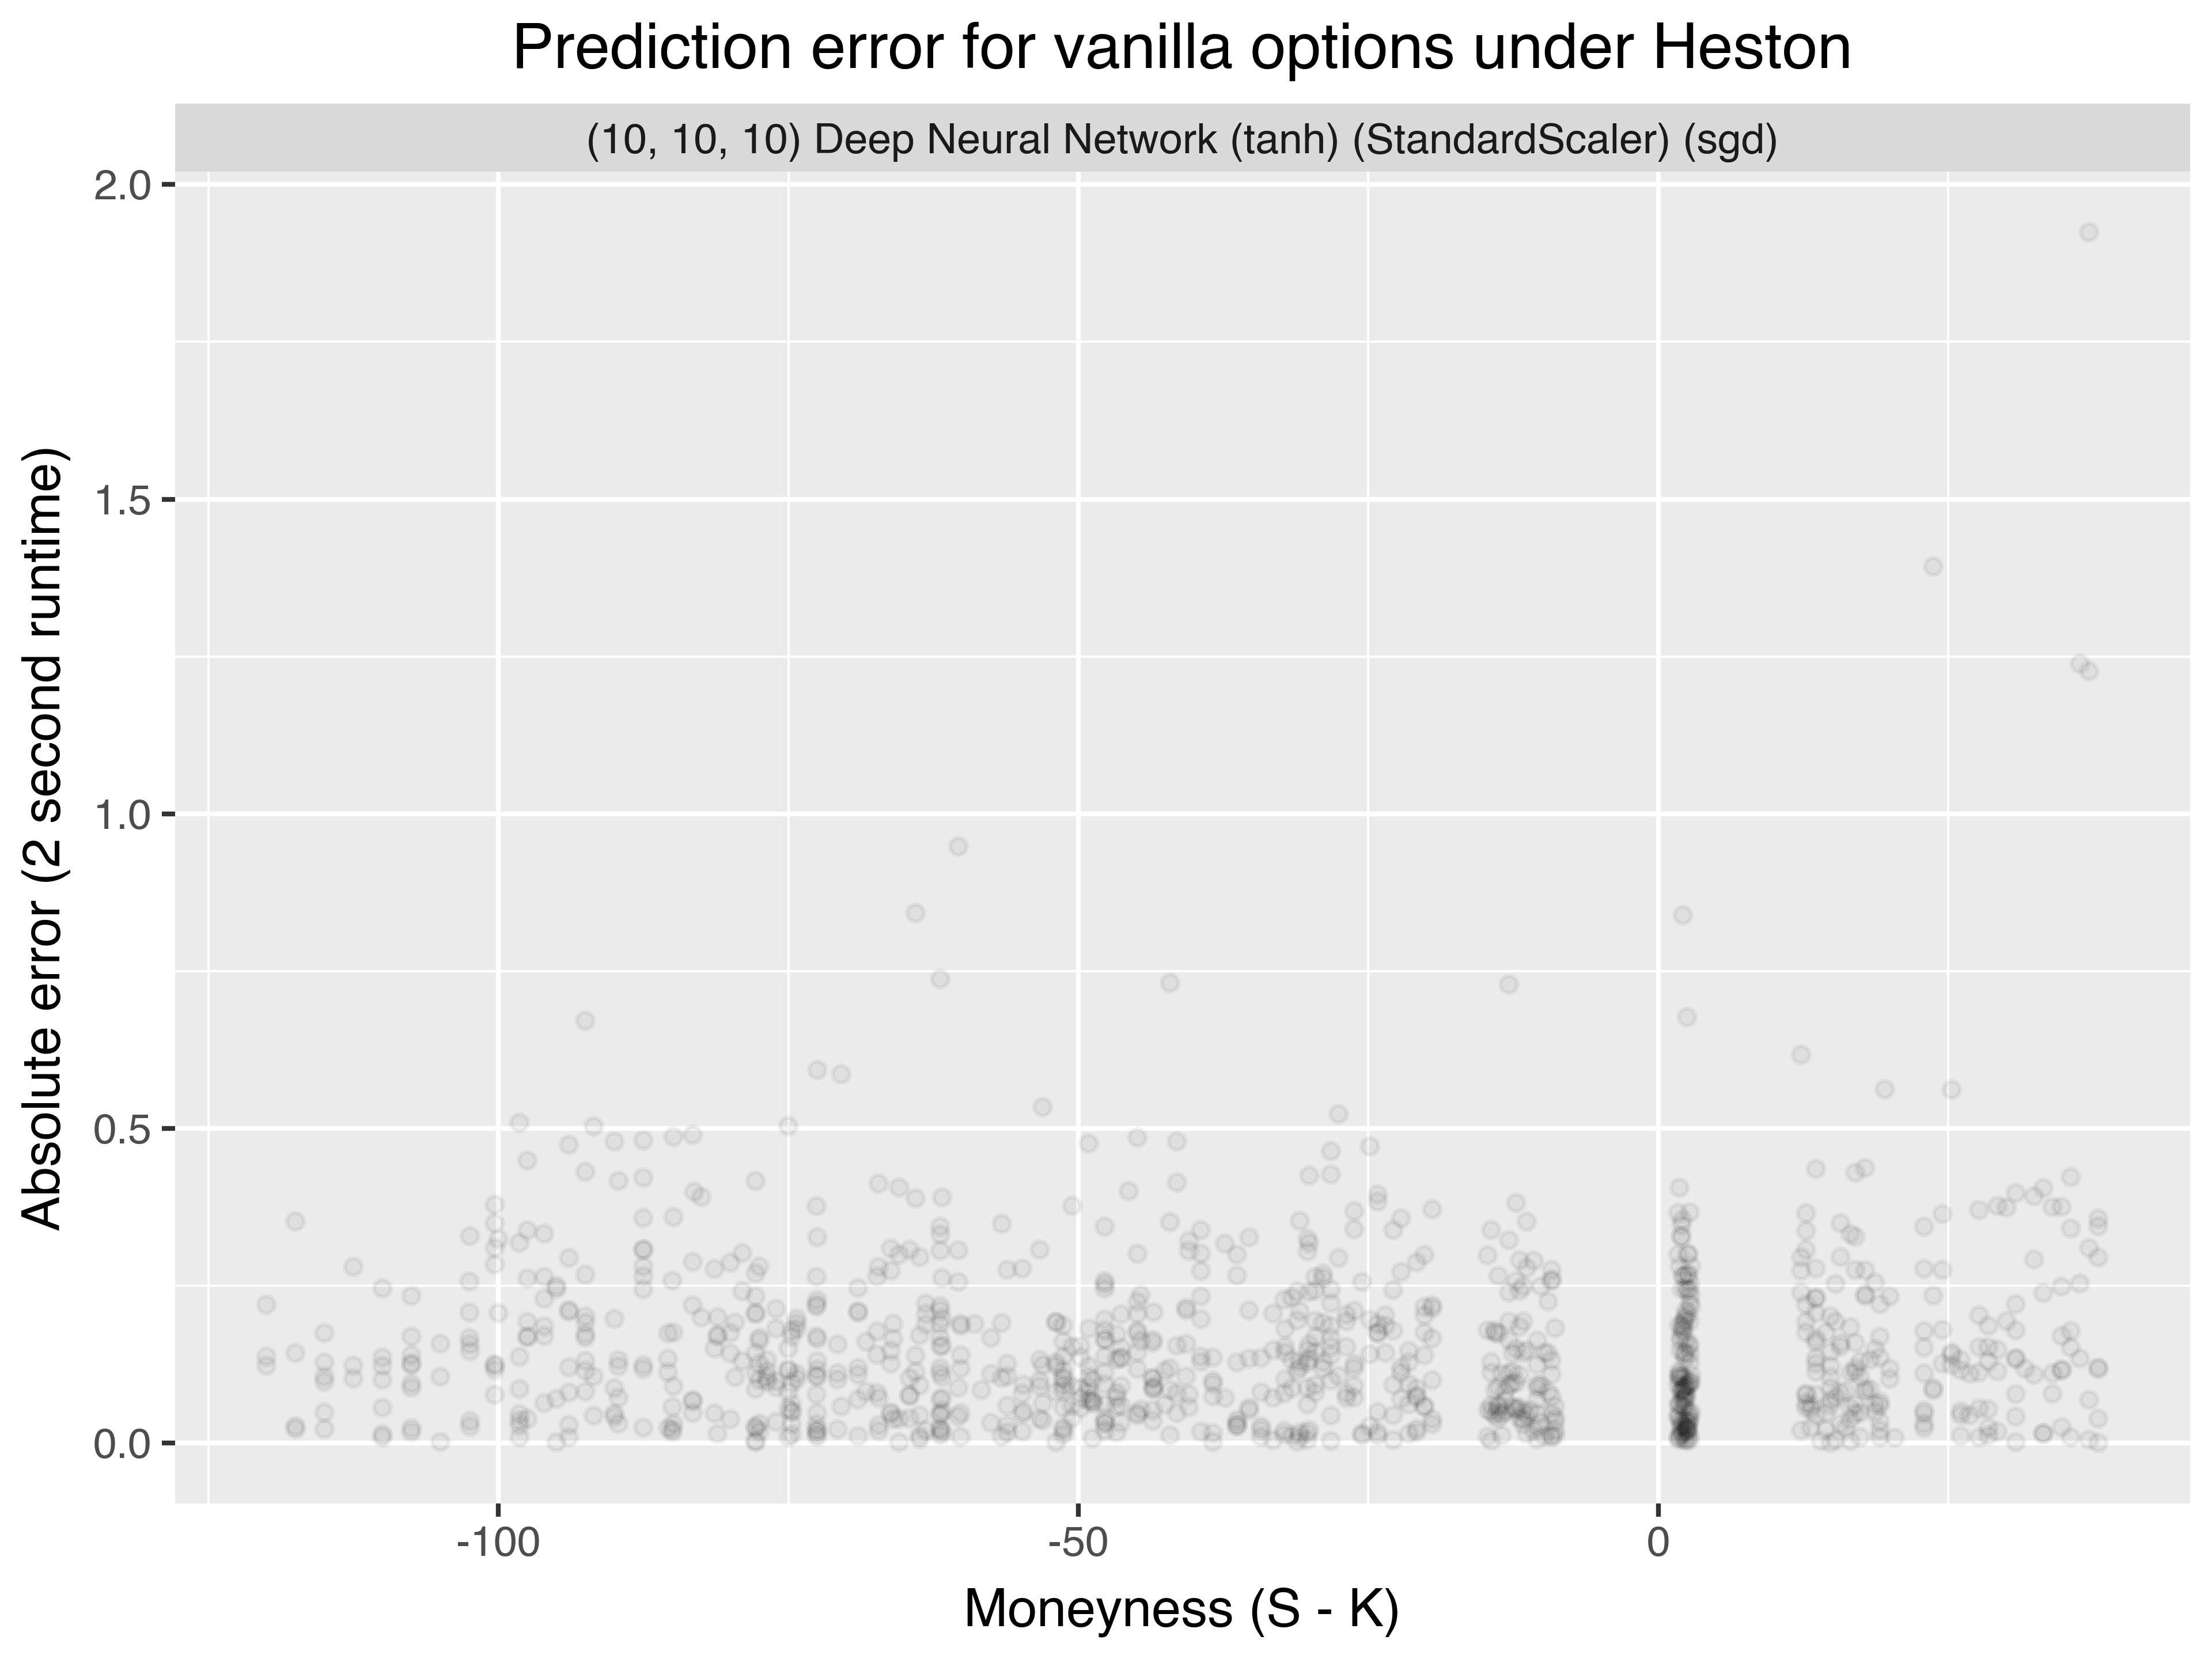 Prediction error for vanilla options under Heston
(10, 10, 10) Deep Neural Network (tanh) (StandardScaler) (sgd)
Absolute error (2 second runtime)
2.0
1.5
1.0
0.5
0.0
-100
-50
0
Moneyness (S - K)